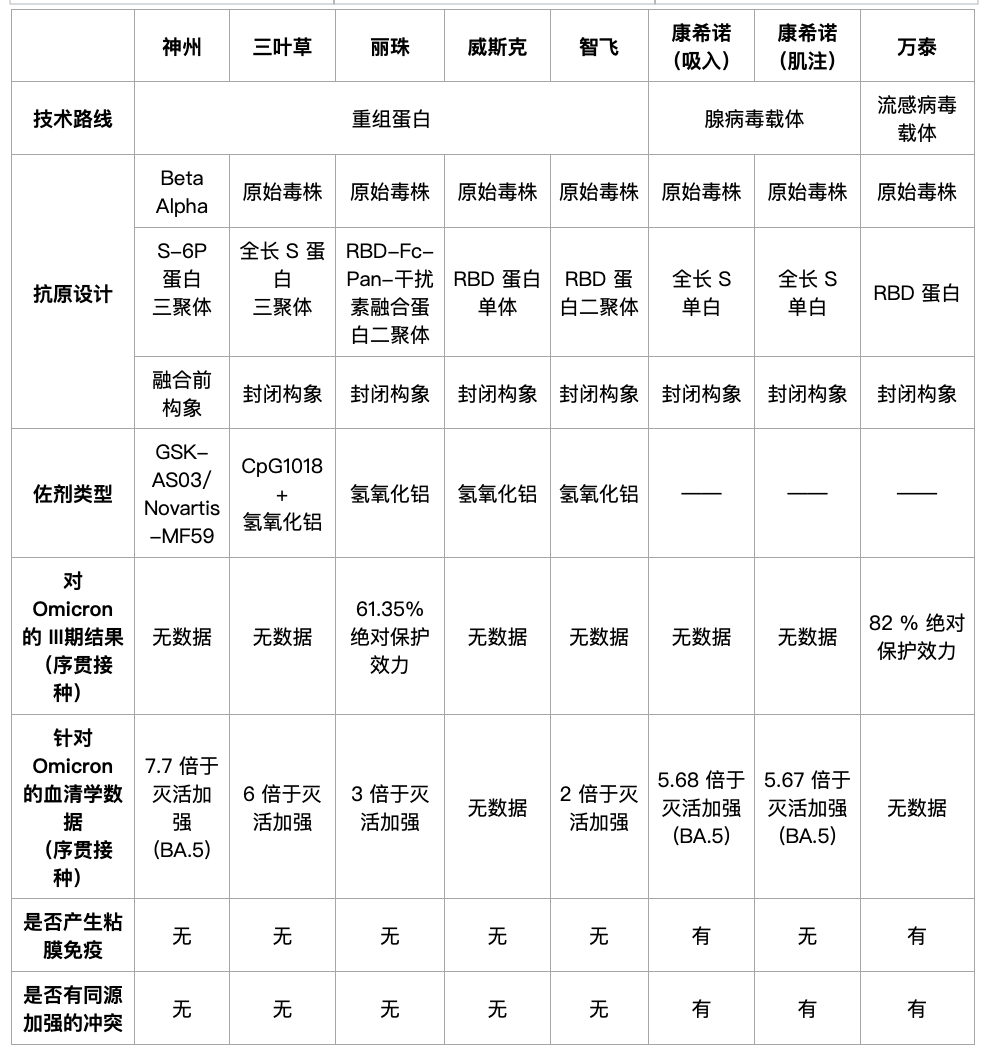 神州 三叶草 丽珠 威斯克 智飞 康希诺 康希诺 万泰
（吸入） （肌注）
技术路线 重组蛋白 腺病毒载体 流感病毒
载体
抗原设计
Beta
Alpha
原始毒株 原始毒株 原始毒株 原始毒株 原始毒株 原始毒株 原始毒株
S-6P
蛋白
三聚体
全长 S 蛋
白
三聚体
RBD-Fc-
Pan-干扰
素融合蛋
白二聚体
RBD 蛋白
单体
RBD 蛋
白二聚体
全长 S
单白
全长 S
单白
RBD 蛋白
融合前
构象
封闭构象 封闭构象 封闭构象 封闭构象 封闭构象 封闭构象 封闭构象
佐剂类型
GSK-
AS03/
Novartis
-MF59
CpG1018
+
氢氧化铝
氢氧化铝 氢氧化铝 氢氧化铝 —— —— ——
对
Omicron
的 III期结果
（序贯接
种）
无数据 无数据
61.35%
绝对保护
效力
无数据 无数据 无数据 无数据
82 % 绝对
保护效力
针对
Omicron
的血清学数
据
（序贯接
种）
7.7 倍于
灭活加
强
(BA.5)
6 倍于灭
活加强
3 倍于灭
活加强
无数据
2 倍于灭
活加强
5.68 倍于
灭活加强
(BA.5)
5.67 倍于
灭活加强
(BA.5)
无数据
是否产生粘
膜免疫
无 无 无 无 无 有 无 有
是否有同源
加强的冲突
无 无 无 无 无 有 有 有